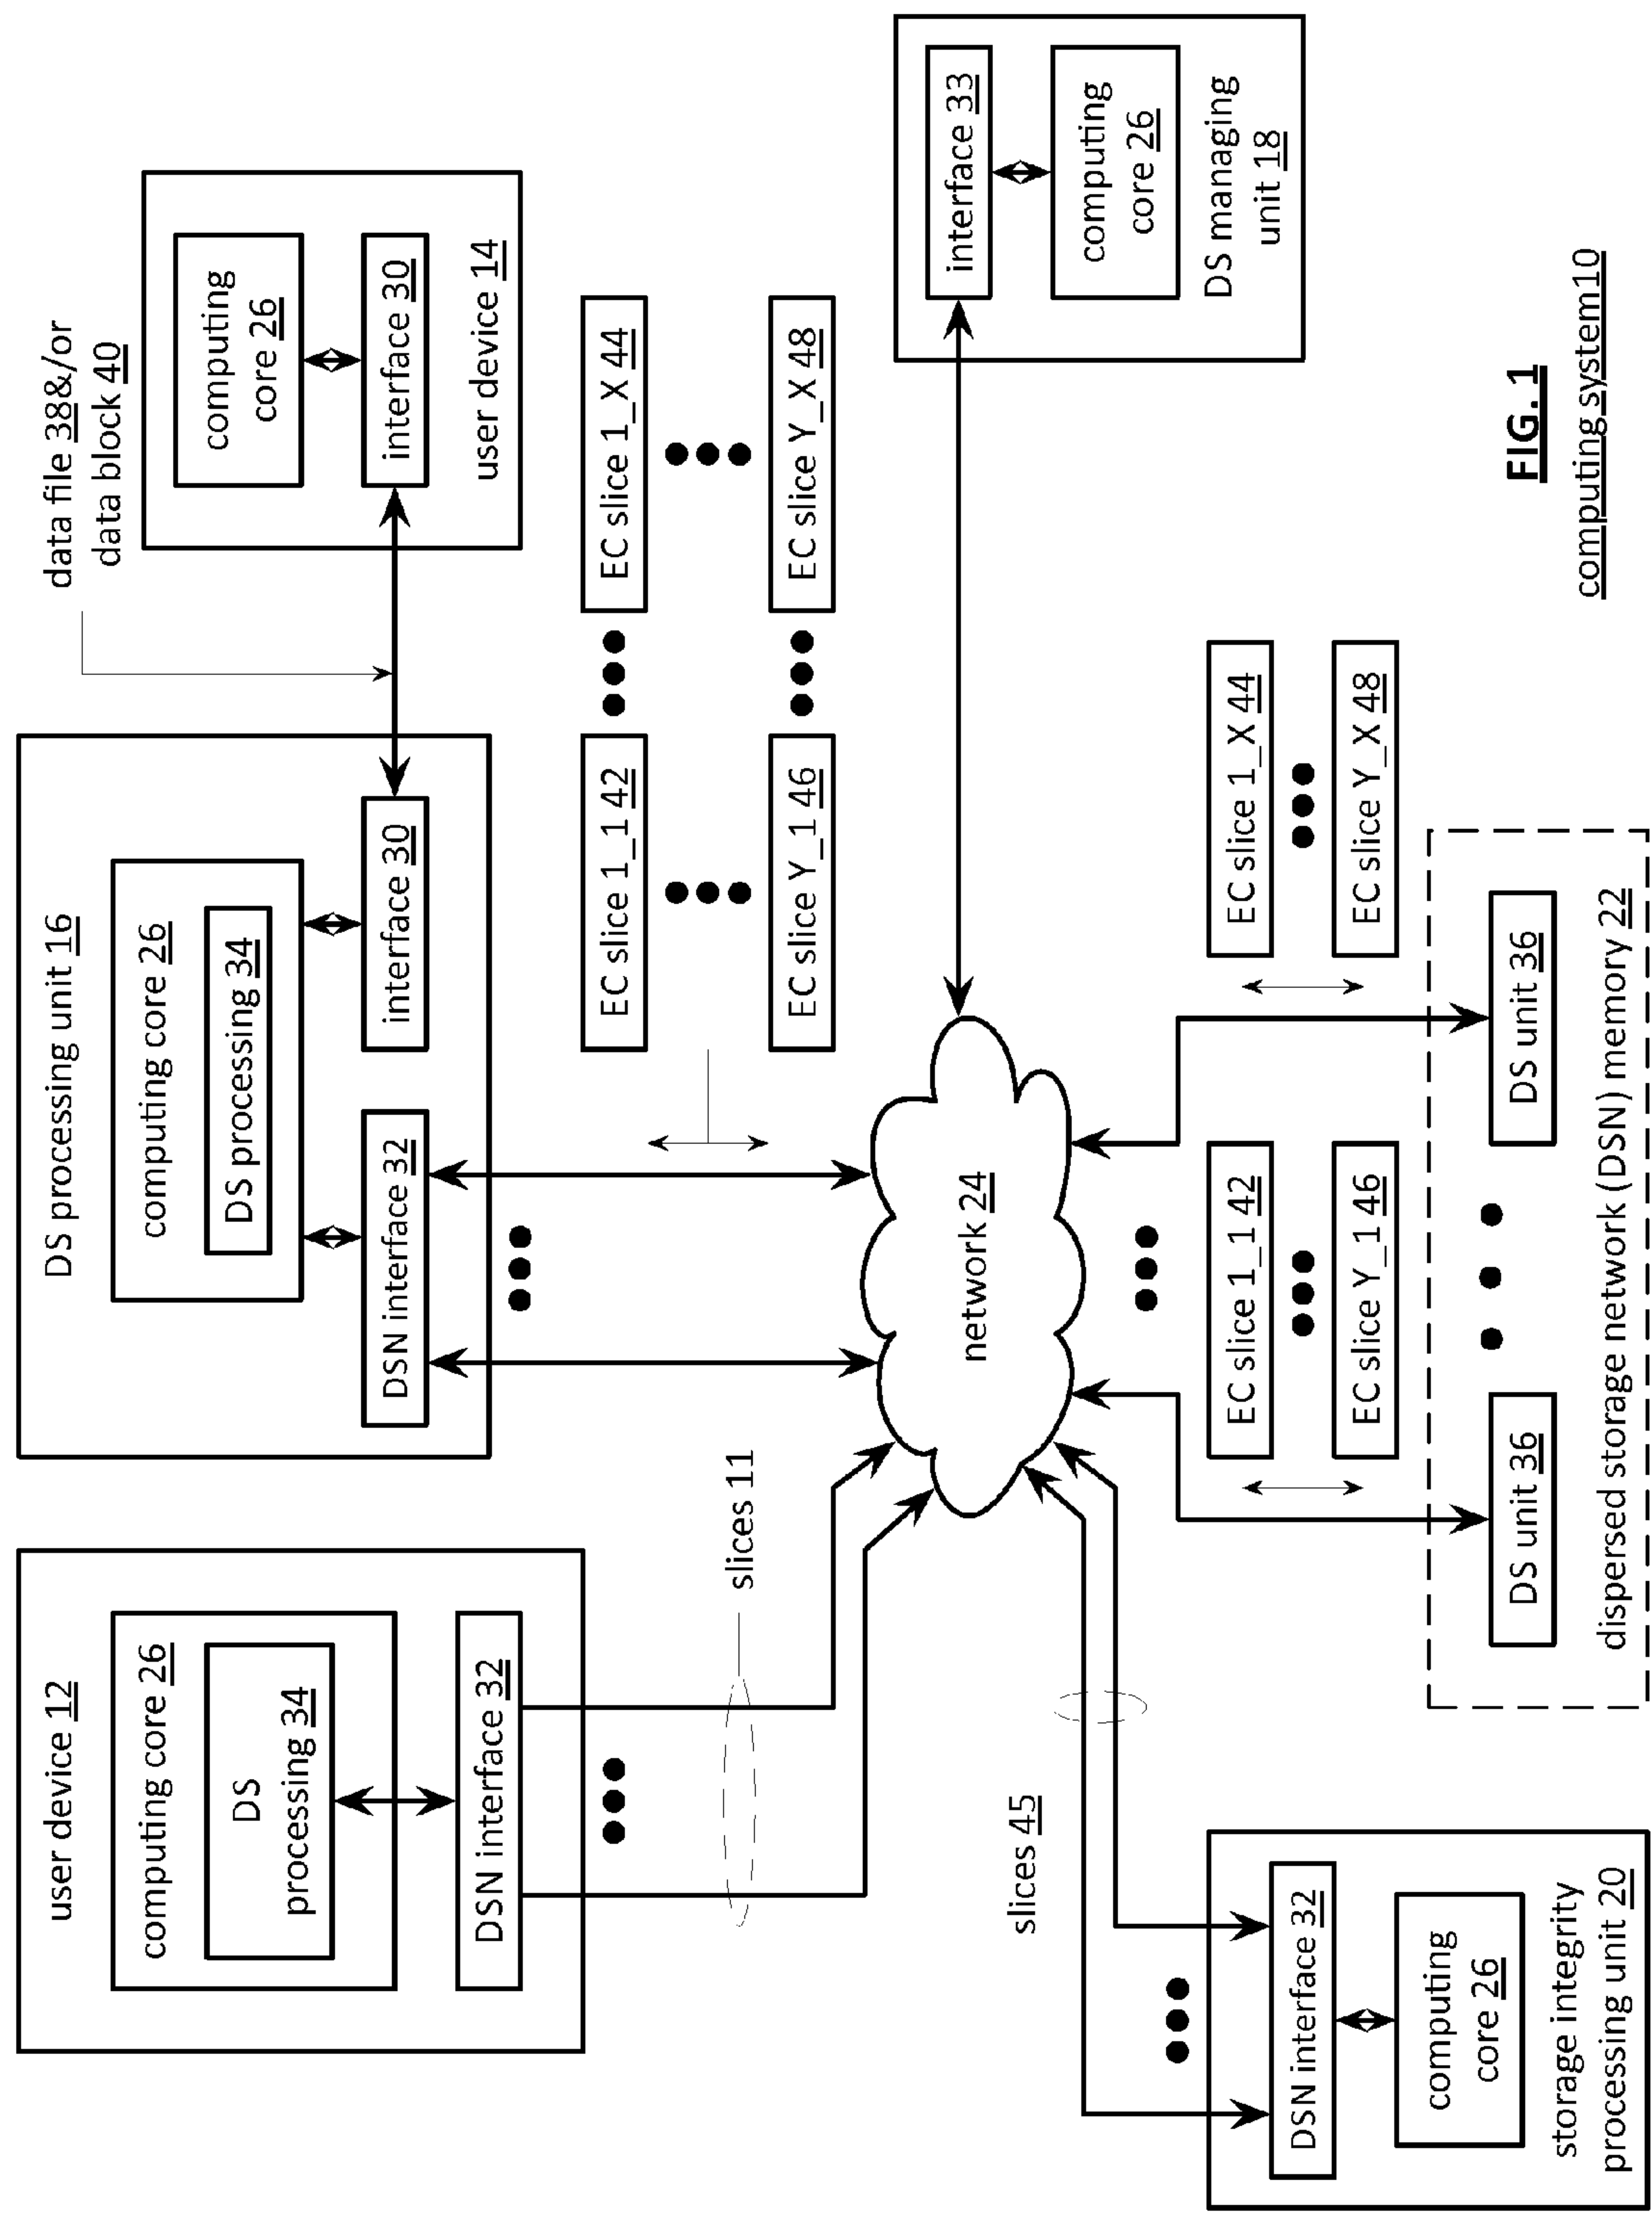 user device 12
computing core 26
DS
processing 34
DSN interface 32
DS processing unit 16
computing core 26
DS processing 34
DSN interface 32
interface 30
data file 38&/or
data block 40
computing
core 26
interface 30
user device 14
slices 11
EC slice 1_1 42
EC slice 1_X 44
EC slice Y_1 46
EC slice Y_X 48
network 24
interface 33
computing
core 26
DS managing
unit 18
slices 45
DSN interface 32
computing
core 26
storage integrity
processing unit 20
EC slice 1_1 42
EC slice Y_1 46
EC slice 1_X 44
EC slice Y_X 48
DS unit 36
DS unit 36
dispersed storage network (DSN) memory 22
FIG. 1
computing system10